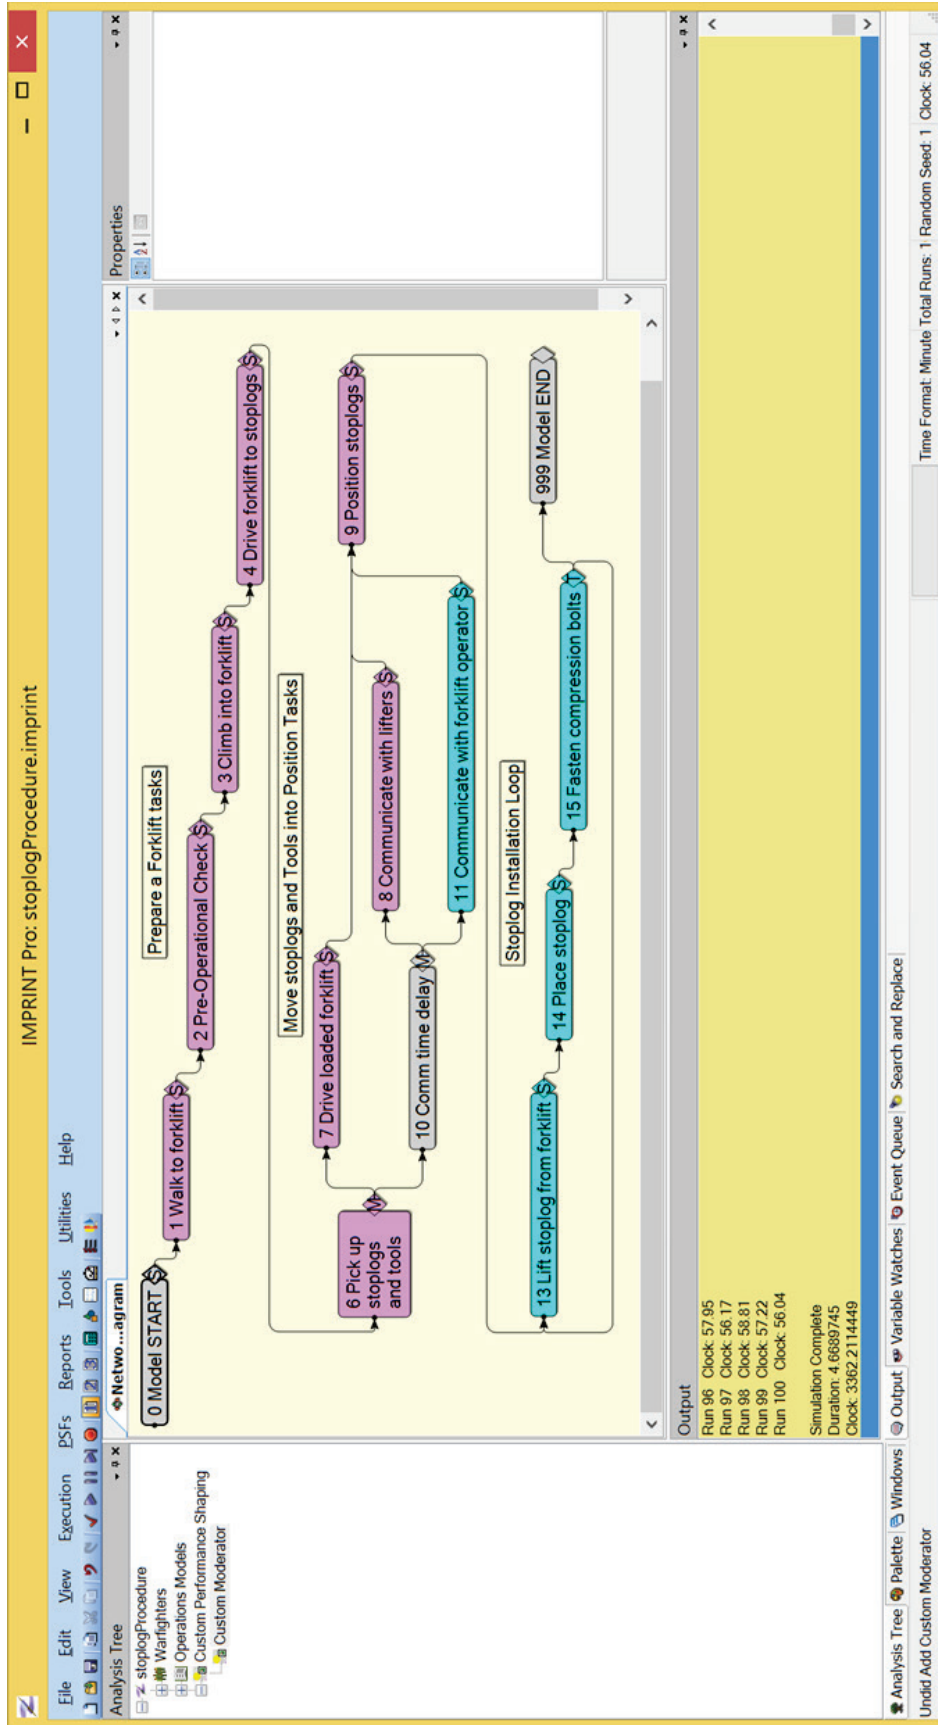 IMPRINT Pro: stoplogProcedure.imprint
File Edit View Execution PSFs Reports Tools Utilities Help
Analysis Tree
stoplogProcedure
Warfighters
Operations Models
Custom Performance Shaping
Custom Moderator
Netwo...agram
0 Model START S
1 Walk to forklift S
2 Pre-Operational Check S
3 Climb into forklift S
4 Drive forklift to stoplogs S
Prepare a Forklift tasks
Move stoplogs and Tools into Position Tasks
6 Pick up
stoplogs
and tools
M
7 Drive loaded forklift S
10 Comm time delay M
8 Communicate with lifters S
11 Communicate with forklift operator S
9 Position stoplogs S
Stoplog Installation Loop
13 Lift stoplog from forklift S
14 Place stoplog S
15 Fasten compression bolts T
999 Model END
Properties
Output
Run 96 Clock: 57.95
Run 97 Clock: 56.17
Run 98 Clock: 58.81
Run 99 Clock: 57.22
Run 100 Clock: 56.04
Simulation Complete
Duration: 4.6689745
Clock: 3362.2114449
Analysis Tree Palette Windows
Output Variable Watches Event Queue Search and Replace
Undid Add Custom Moderator
Time Format: Minute Total Runs: 1 Random Seed: 1 Clock: 56.04